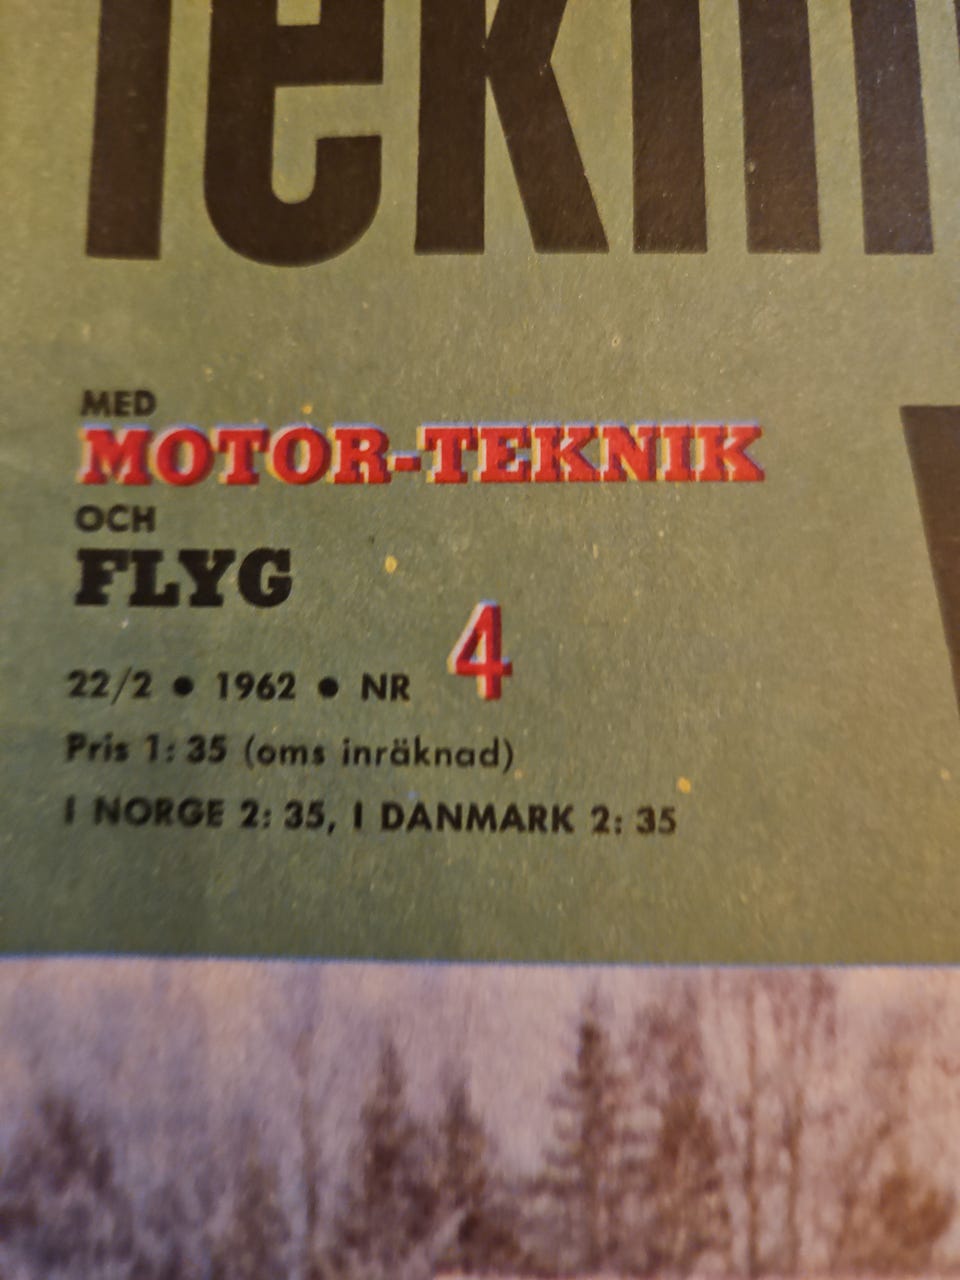 tekn
MED
MOTOR-TEKNIK
OCH
FLYG
22/2 • 1962 • NR 4
Pris 1: 35 (oms inräknad)
I NORGE 2: 35, I DANMARK 2: 35